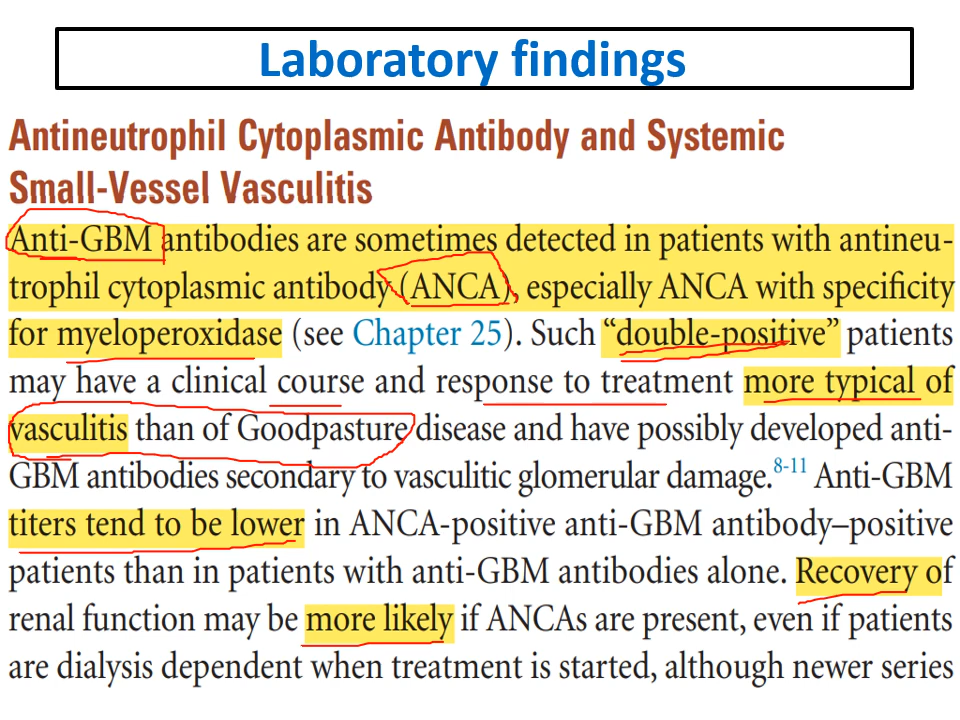 Laboratory findings
Antineutrophil Cytoplasmic Antibody and Systemic
Small-Vessel Vasculitis
Anti-GBM antibodies are sometimes detected in patients with antineu-
trophil cytoplasmic antibody (ANCA), especially ANCA with specificity
for myeloperoxidase (see Chapter 25). Such “double-positive” patients
may have a clinical course and response to treatment more typical of
vasculitis than of Goodpasture disease and have possibly developed anti-
GBM antibodies secondary to vasculitic glomerular damage.8-11 Anti-GBM
titers tend to be lower in ANCA-positive anti-GBM antibody–positive
patients than in patients with anti-GBM antibodies alone. Recovery of
renal function may be more likely if ANCAs are present, even if patients
are dialysis dependent when treatment is started, although newer series